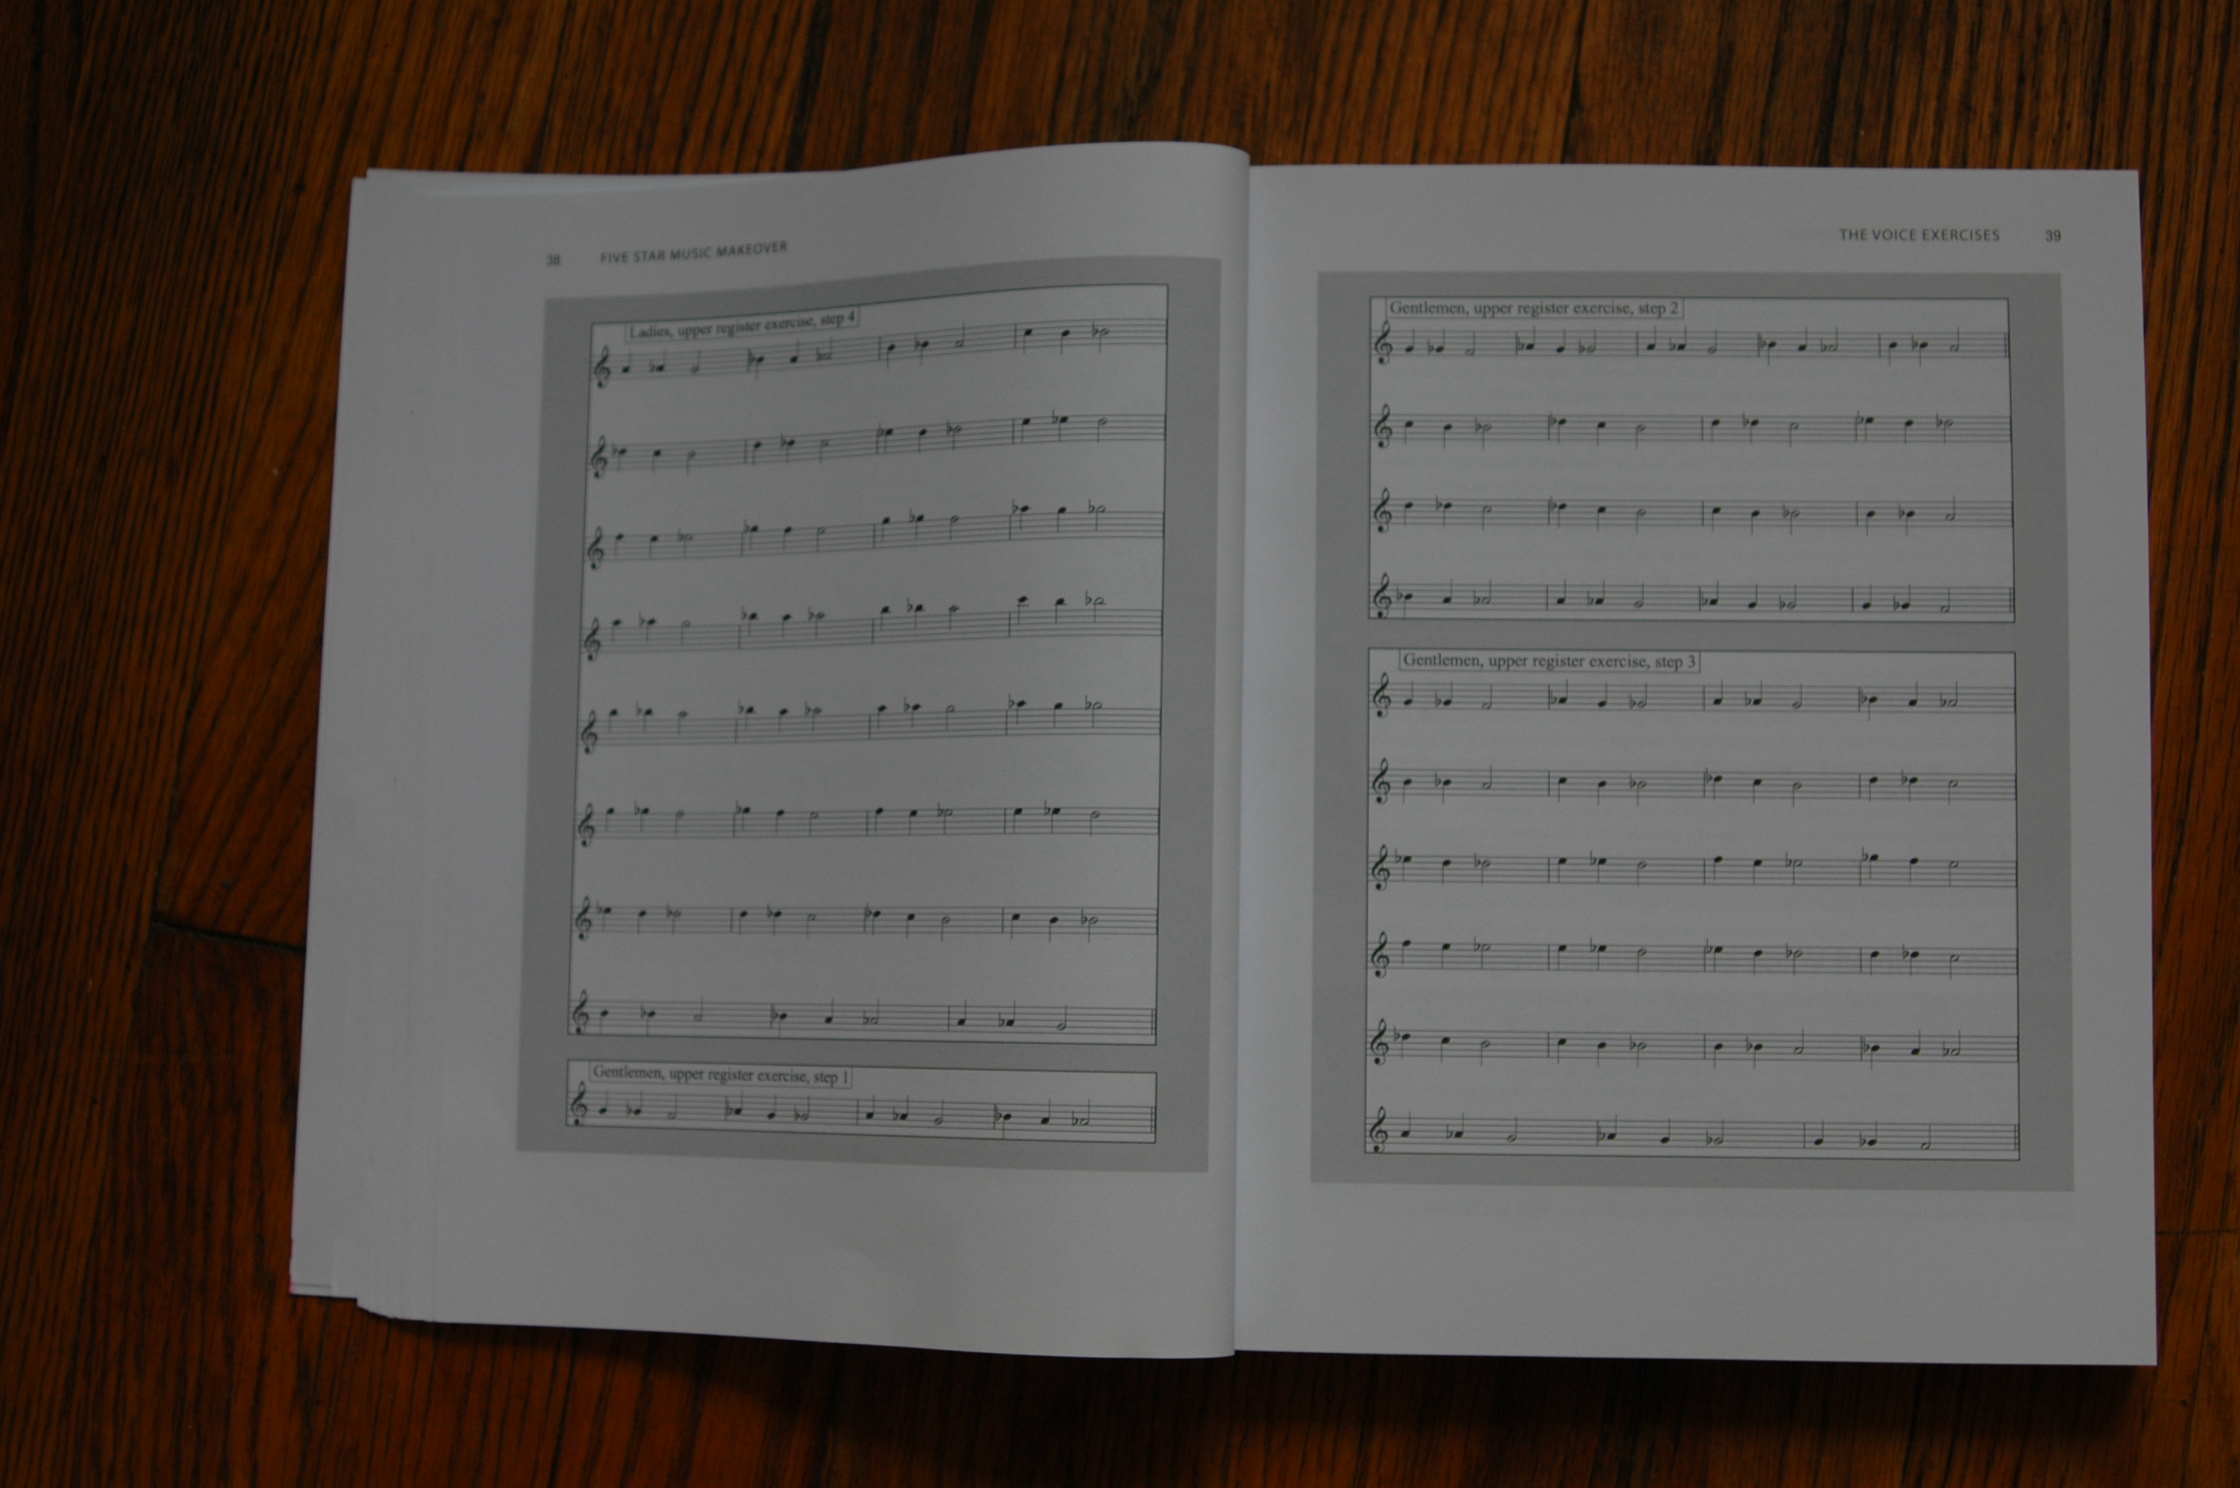 38 FIVE STAR MUSIC MAKEOVER
Ladies, upper register exercise, step 4
Gentlemen, upper register exercise, step 1
THE VOICE EXERCISES 39
Gentlemen, upper register exercise, step 2
Gentlemen, upper register exercise, step 3